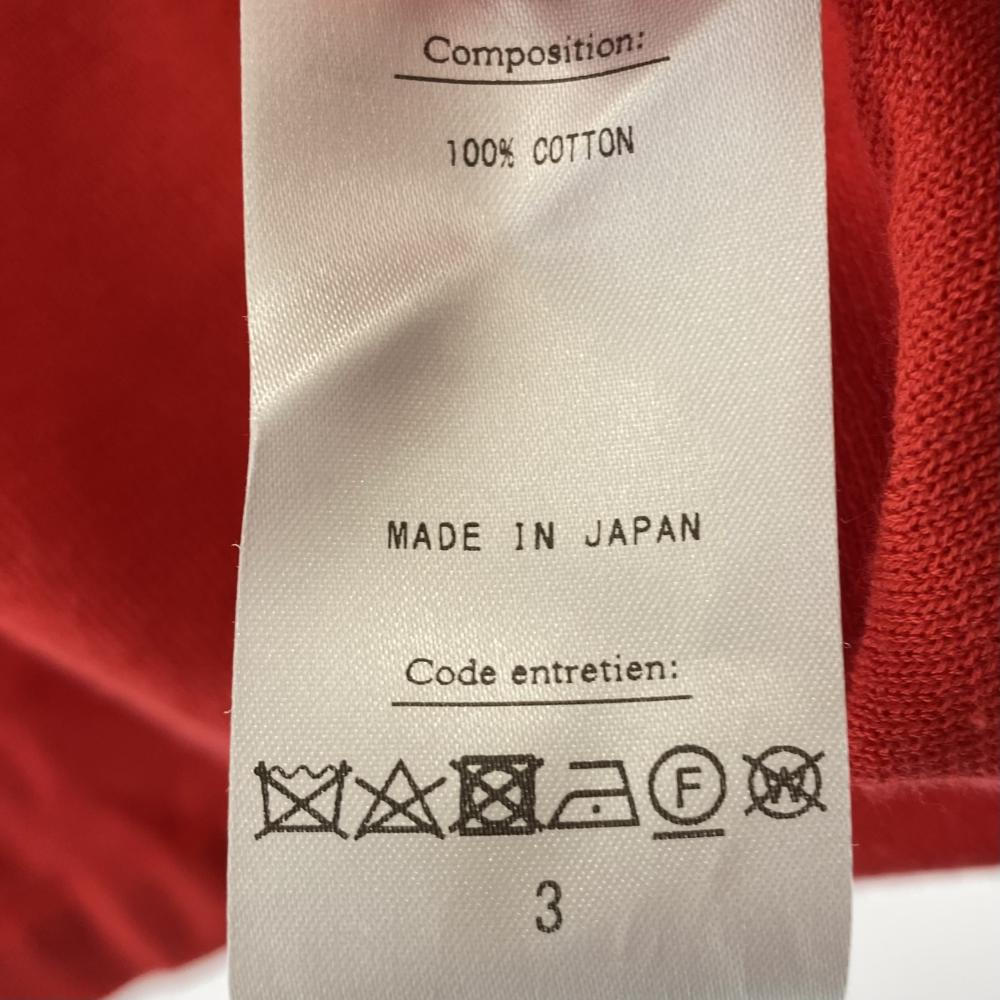 Composition:
100% COTTON
MADE IN JAPAN
Code entretien:
F W
3